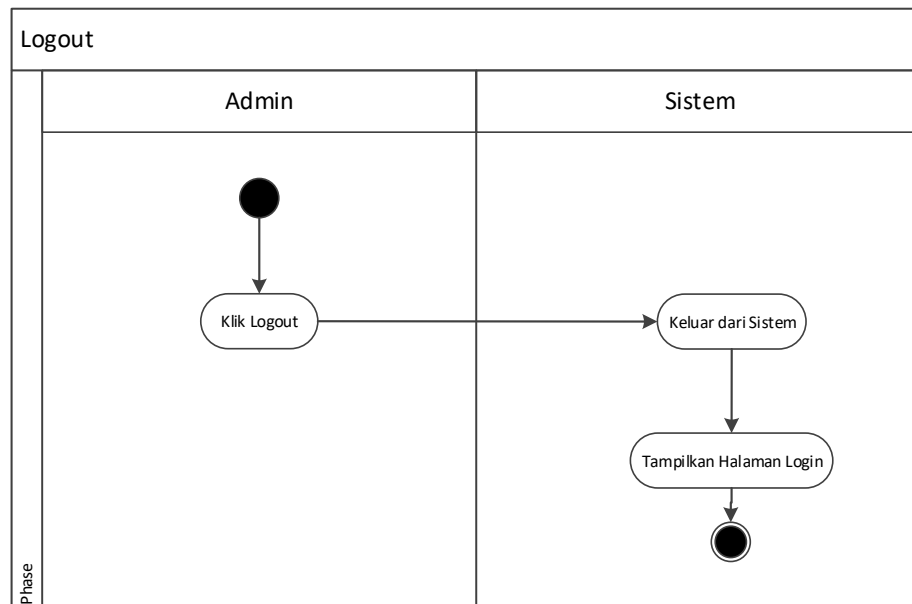 Logout
Admin
Sistem
Klik Logout
Keluar dari Sistem
Tampilkan Halaman Login
Phase